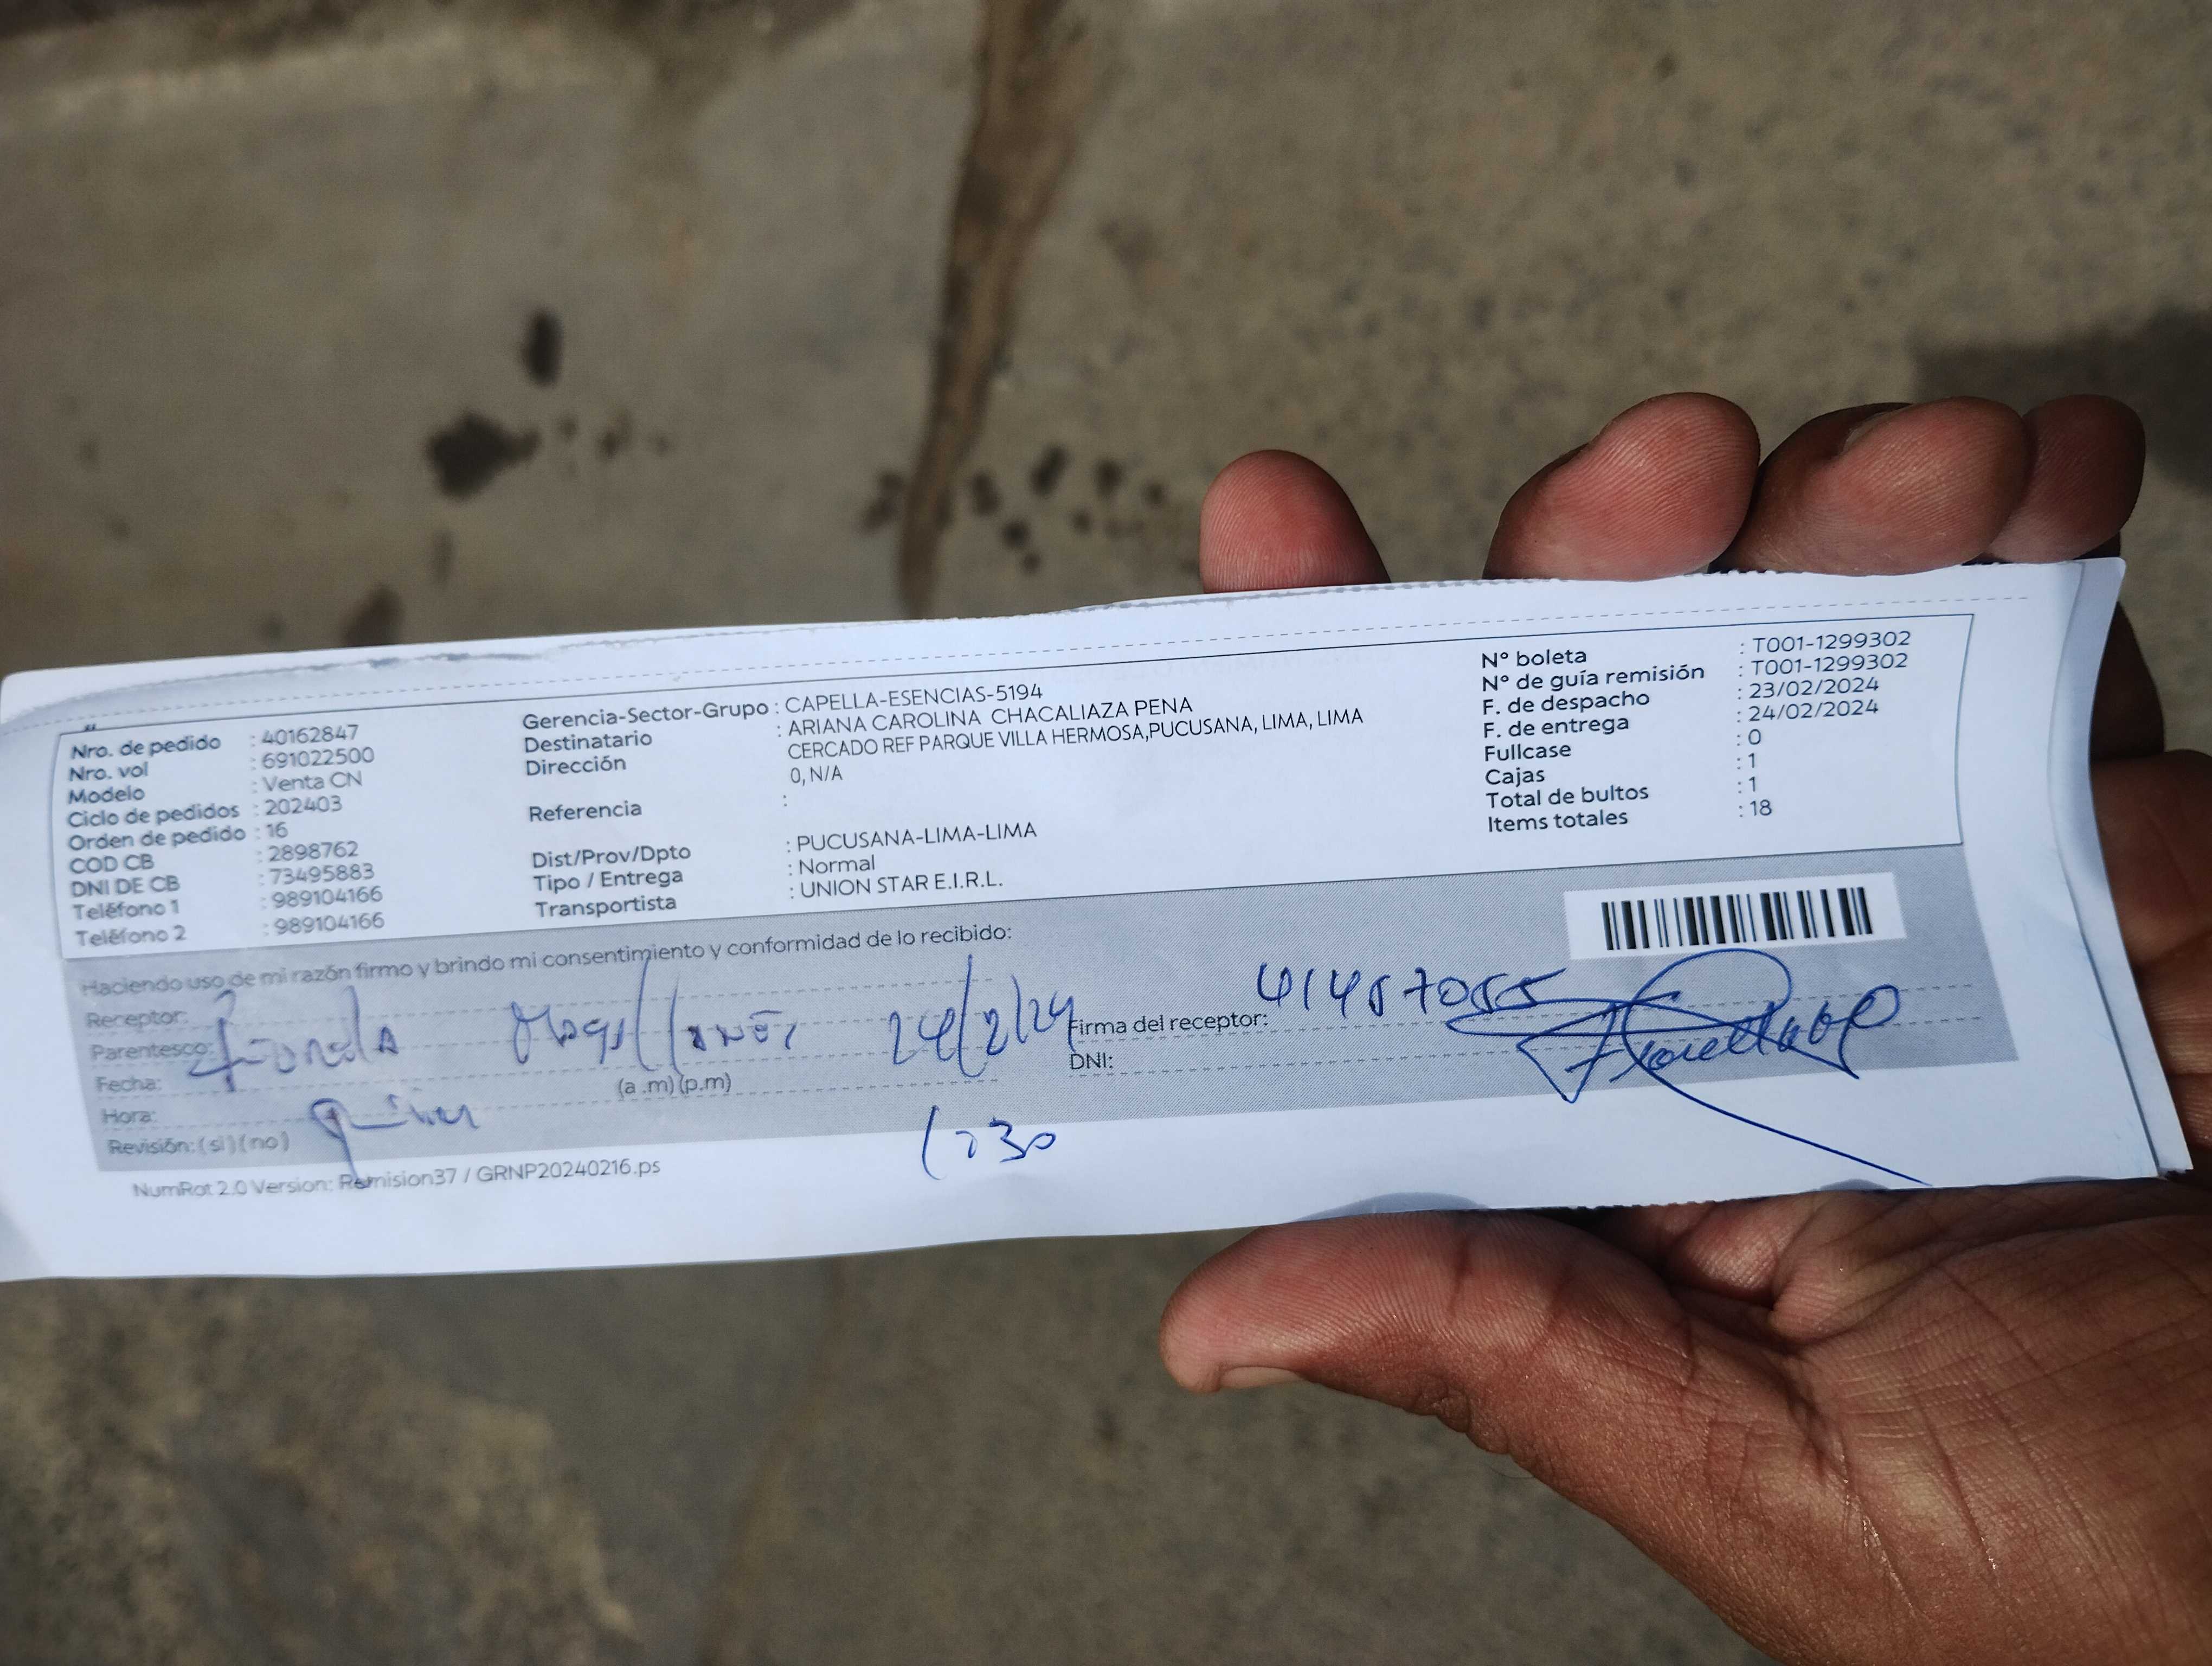 Nro. de pedido : 40162847
Nro. vol : 691022500
Modelo : Venta CN
Ciclo de pedidos : 202403
Orden de pedido : 16
COD CB : 2898762
DNI DE CB : 73495883
Teléfono 1 : 989104166
Teléfono 2 : 989104166
Gerencia-Sector-Grupo : CAPELLA-ESENCIAS-5194
Destinatario : ARIANA CAROLINA CHACALIAZA PENA
Dirección CERCADO REF PARQUE VILLA HERMOSA,PUCUSANA, LIMA, LIMA
0, N/A
Referencia :
Dist/Prov/Dpto : PUCUSANA-LIMA-LIMA
Tipo / Entrega : Normal
Transportista : UNION STAR E.I.R.L.
N° boleta : T001-1299302
N° de guía remisión : T001-1299302
F. de despacho : 23/02/2024
F. de entrega : 24/02/2024
Fullcase : 0
Cajas : 1
Total de bultos : 1
Items totales : 18
Haciendo uso de mi razón firmo y brindo mi consentimiento y conformidad de lo recibido:
Receptor:
Parentesco:
Fecha: 24/2/24
Hora: (a .m) (p.m)
Revisión: (si) (no)
Firma del receptor:
DNI:
NumRot 2.0 Version: Remision37 / GRNP20240216.ps